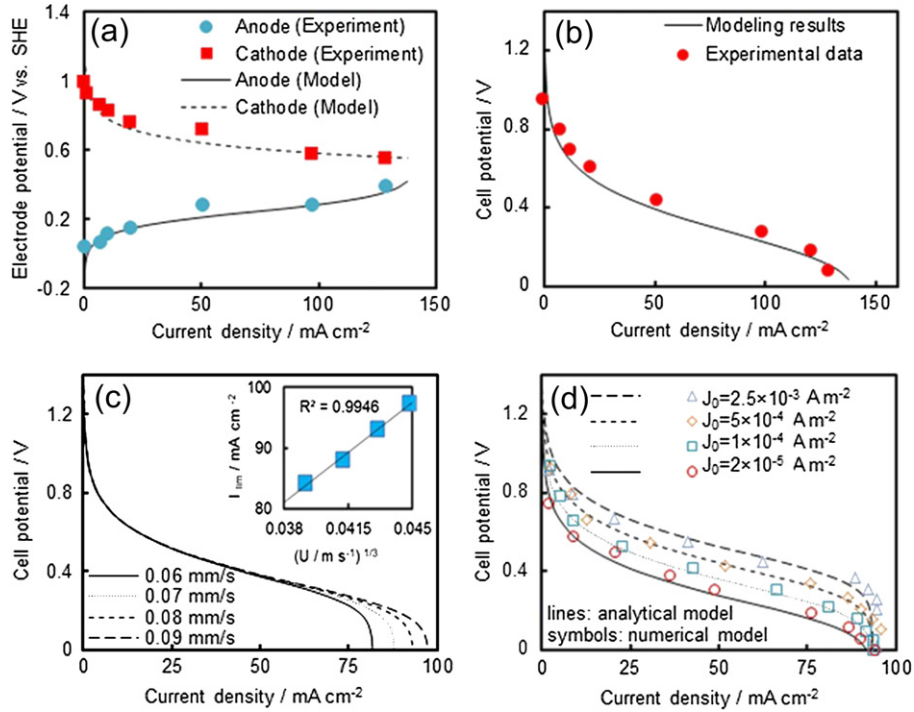 (a)
Anode (Experiment)
Cathode (Experiment)
Anode (Model)
Cathode (Model)
Electrode potential / V vs. SHE
1.4
1
0.6
0.2
-0.2
0
50
100
150
Current density / mA cm-2
(b)
Modeling results
Experimental data
Cell potential / V
1.2
0.8
0.4
0
0
50
100
150
Current density / mA cm-2
(c)
Cell potential / V
1.2
0.8
0.4
0
0
25
50
75
100
Current density / mA cm-2
0.06 mm/s
0.07 mm/s
0.08 mm/s
0.09 mm/s
R² = 0.9946
I lim / mA cm -2
100
90
80
0.038
0.0415
0.045
(U / m s-1) 1/3
(d)
J0=2.5×10-3 A m-2
J0=5×10-4 A m-2
J0=1×10-4 A m-2
J0=2×10-5 A m-2
Cell potential / V
1.2
0.8
0.4
0
lines: analytical model
symbols: numerical model
0
25
50
75
100
Current density / mA cm-2